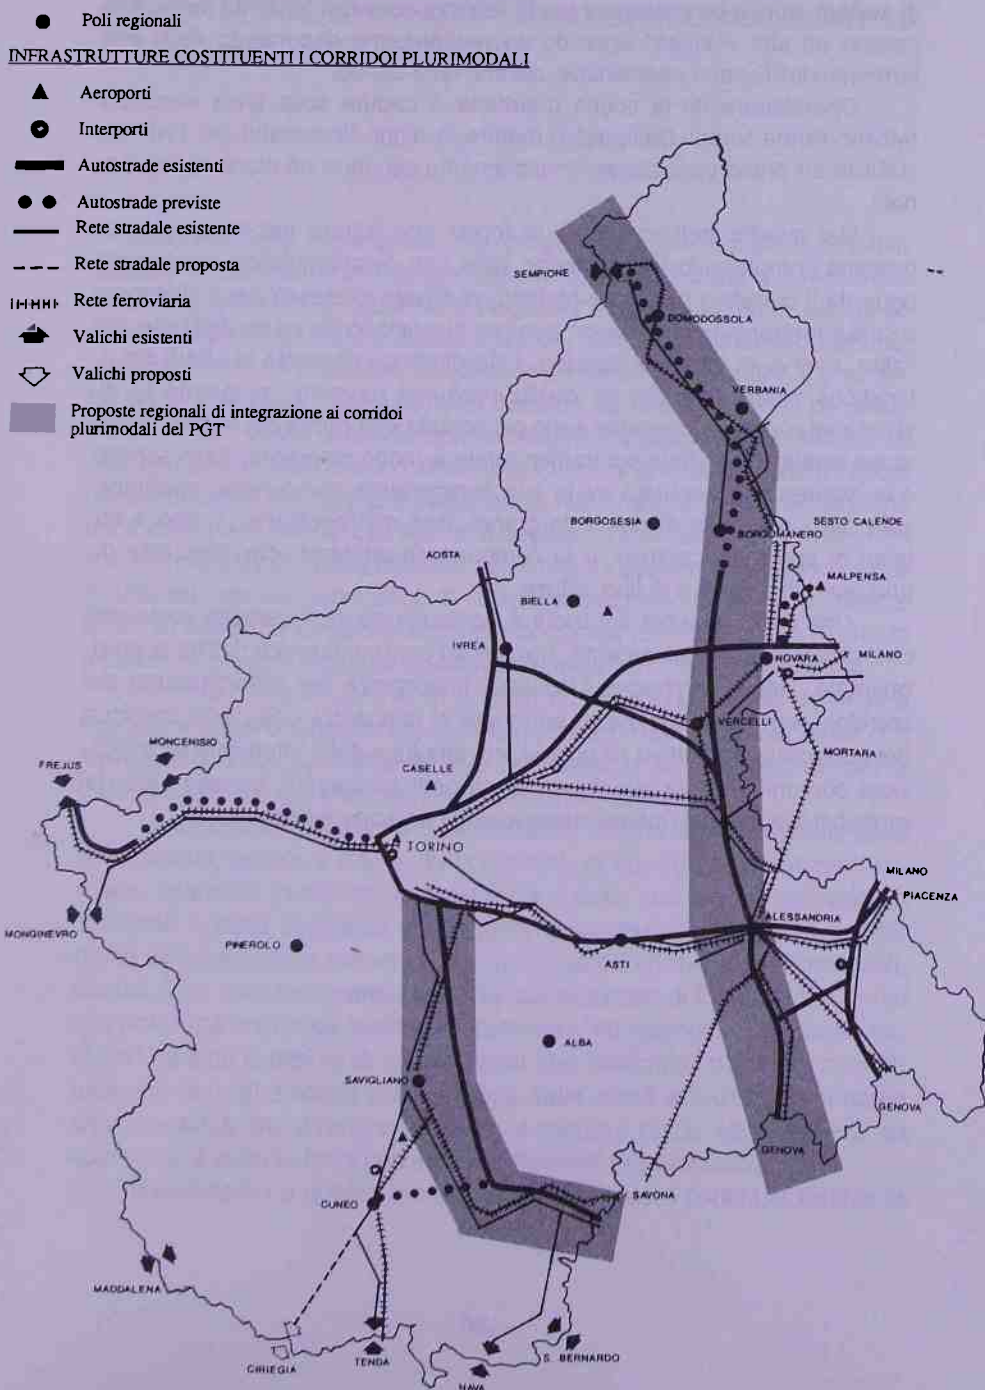 Poli regionali
INFRASTRUTTURE COSTITUENTI I CORRIDOI PLURIMODALI
Aeroporti
Interporti
Autostrade esistenti
Autostrade previste
Rete stradale esistente
Rete stradale proposta
Rete ferroviaria
Valichi esistenti
Valichi proposti
Proposte regionali di integrazione ai corridoi
plurimodali del PGT
SEMPIONE
DOMODOSSOLA
VERBANIA
BORGOSESIA
BORGOMANERO
SESTO CALENDE
AOSTA
MALPENSA
BIELLA
IVREA
NOVARA
MILANO
VERCELLI
MONCENISIO
MORTARA
FREJUS
CASELLE
TORINO
MILANO
PIACENZA
ALESSANDRIA
MONGINEVRO
PINEROLO
ASTI
ALBA
SAVIGLIANO
GENOVA
GENOVA
SAVONA
CUNEO
MADDALENA
CIRIEGIA
TENDA
S. BERNARDO
NAVA